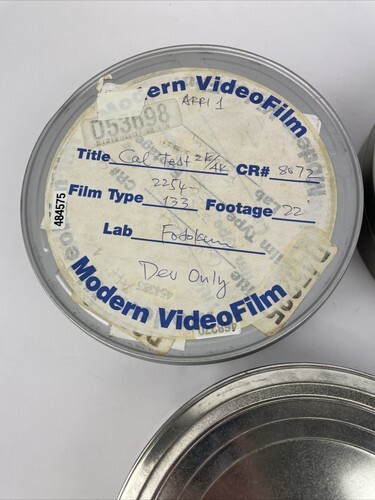 Modern VideoFilm
ARRI 1
D53698
Title Cal test 2K/4K CR# 8672
2254
Film Type 133 Footage 22
484575
Lab Fotokem
Dev Only
Modern VideoFilm